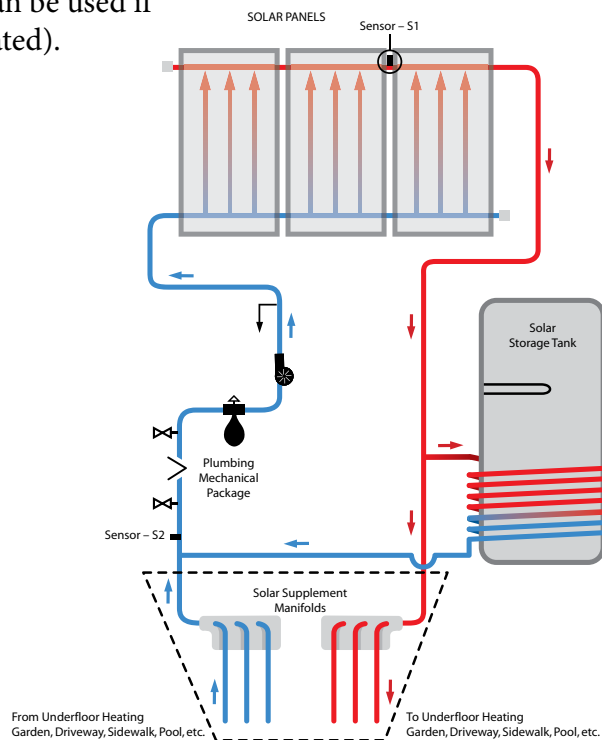 an be used if
ated).
SOLAR PANELS
Sensor – S1
Solar
Storage Tank
Plumbing
Mechanical
Package
Sensor – S2
Solar Supplement
Manifolds
From Underfloor Heating
Garden, Driveway, Sidewalk, Pool, etc.
To Underfloor Heating
Garden, Driveway, Sidewalk, Pool, etc.